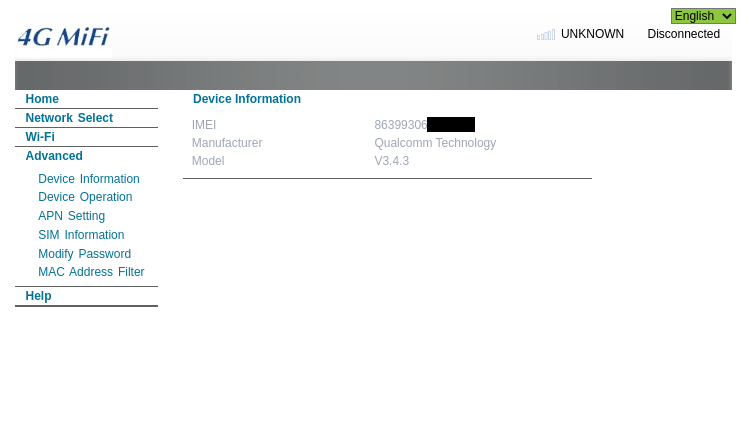 English
4G MiFi
UNKNOWN Disconnected
Home
Network Select
Wi-Fi
Advanced
Device Information
Device Operation
APN Setting
SIM Information
Modify Password
MAC Address Filter
Help
Device Information
IMEI 86399306
Manufacturer Qualcomm Technology
Model V3.4.3